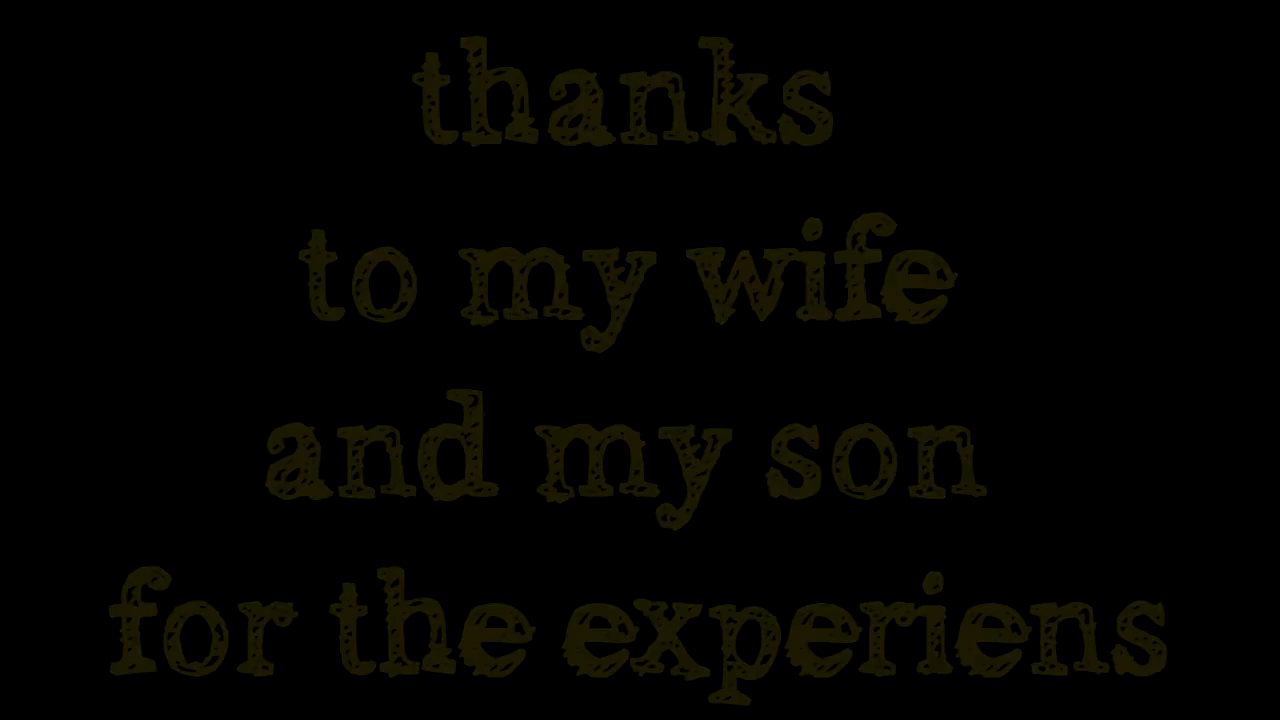 thanks
to my wife
and my son
for the experiens